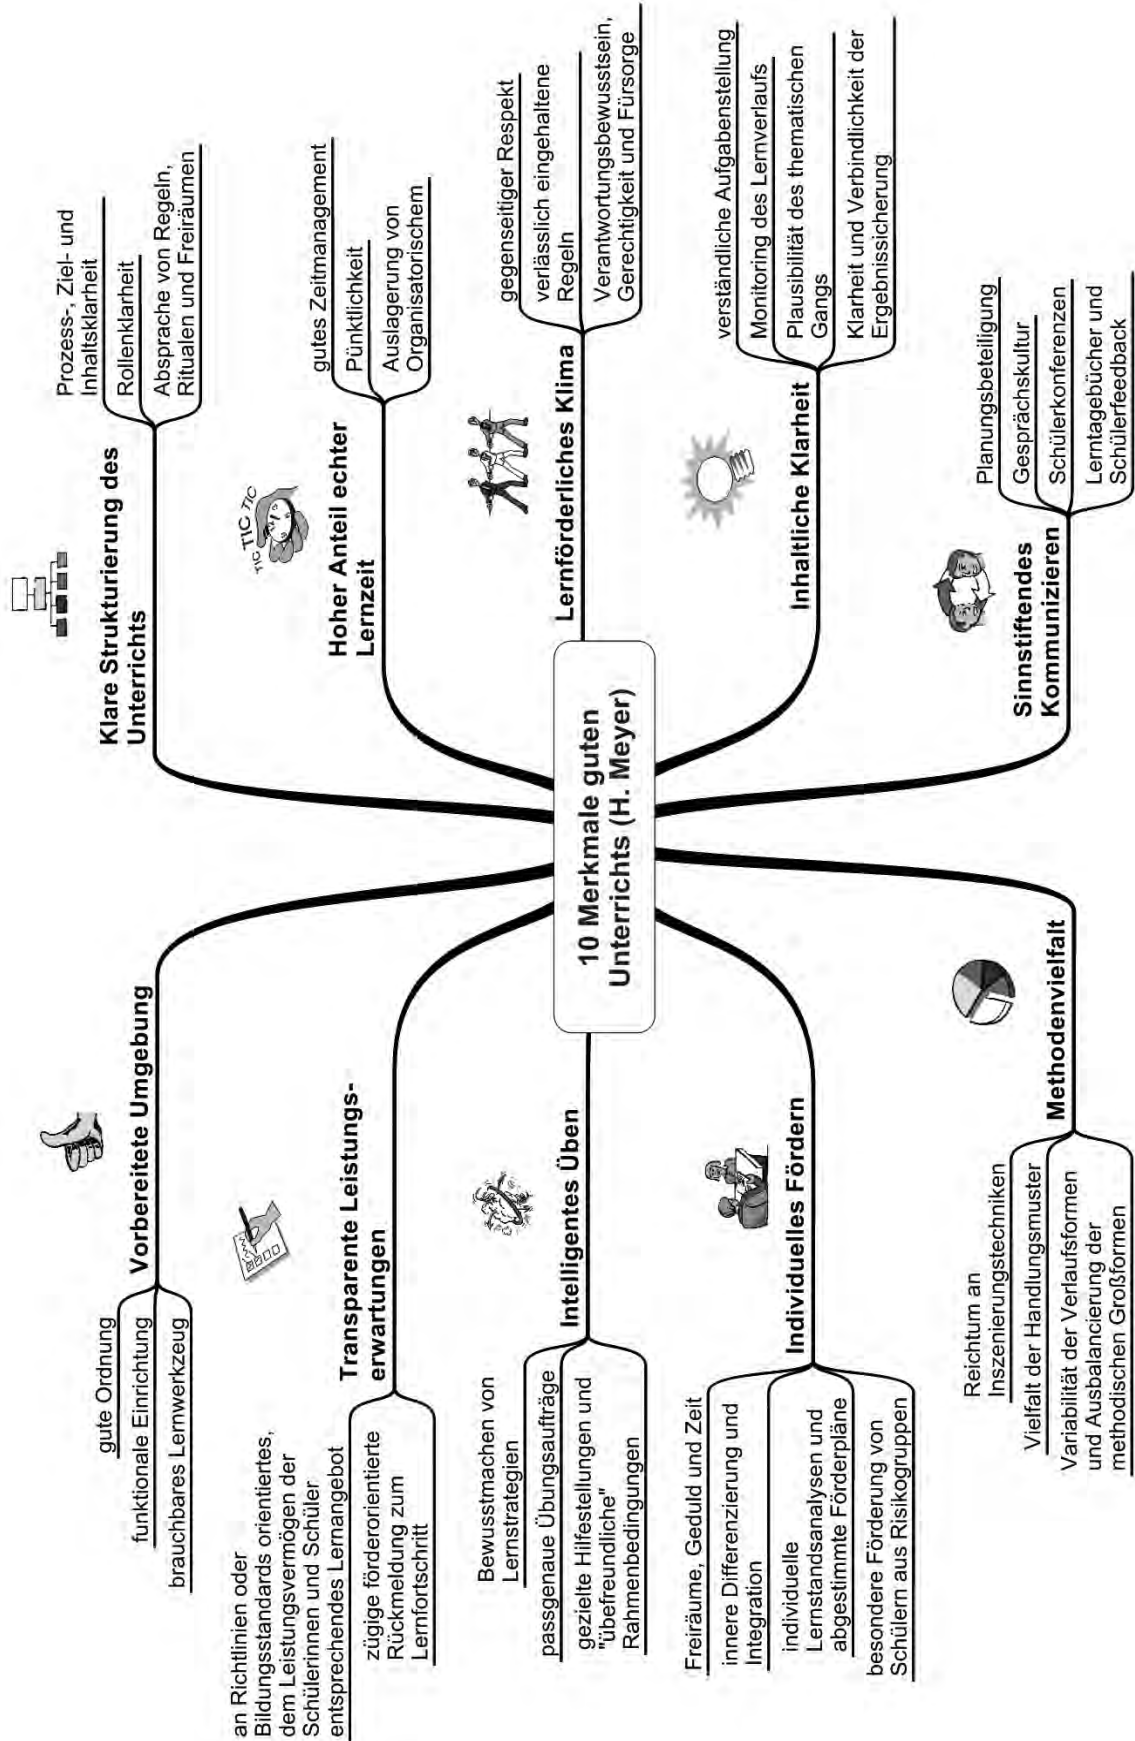 10 Merkmale guten
Unterrichts (H. Meyer)
Klare Strukturierung des
Unterrichts
Prozess-, Ziel- und
Inhaltsklarheit
Rollenklarheit
Absprache von Regeln,
Ritualen und Freiräumen
TIC TIC TIC
Hoher Anteil echter
Lernzeit
gutes Zeitmanagement
Pünktlichkeit
Auslagerung von
Organisatorischem
Lernförderliches Klima
gegenseitiger Respekt
verlässlich eingehaltene
Regeln
Verantwortungsbewusstsein,
Gerechtigkeit und Fürsorge
Inhaltliche Klarheit
verständliche Aufgabenstellung
Monitoring des Lernverlaufs
Plausibilität des thematischen
Gangs
Klarheit und Verbindlichkeit der
Ergebnissicherung
Sinnstiftendes
Kommunizieren
Planungsbeteiligung
Gesprächskultur
Schülerkonferenzen
Lerntagebücher und
Schülerfeedback
Methodenvielfalt
Reichtum an
Inszenierungstechniken
Vielfalt der Handlungsmuster
Variabilität der Verlaufsformen
und Ausbalancierung der
methodischen Großformen
Individuelles Fördern
Freiräume, Geduld und Zeit
innere Differenzierung und
Integration
individuelle
Lernstandsanalysen und
abgestimmte Förderpläne
besondere Förderung von
Schülern aus Risikogruppen
Intelligentes Üben
Bewusstmachen von
Lernstrategien
passgenaue Übungsaufträge
gezielte Hilfestellungen und
"übefreundliche"
Rahmenbedingungen
Transparente Leistungs-
erwartungen
an Richtlinien oder
Bildungsstandards orientiertes,
dem Leistungsvermögen der
Schülerinnen und Schüler
entsprechendes Lernangebot
zügige förderorientierte
Rückmeldung zum
Lernfortschritt
Vorbereitete Umgebung
gute Ordnung
funktionale Einrichtung
brauchbares Lernwerkzeug